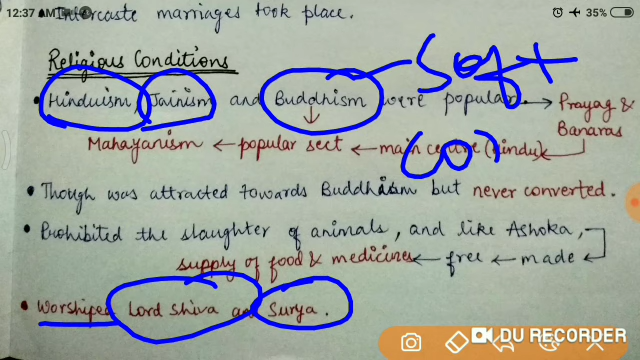 12:37 AM
35%
Intercaste marriages took place.
Religious Conditions
• Hinduism, Jainism and Buddhism were popular. → Prayag & Banaras
Mahayanism ← popular sect ← main centre (Hindu)
• Though was attracted towards Buddhism but never converted.
• Prohibited the slaughter of animals, and like Ashoka,
supply of food & medicines ← free ← made
• Worshiped Lord Shiva and Surya.
DU RECORDER